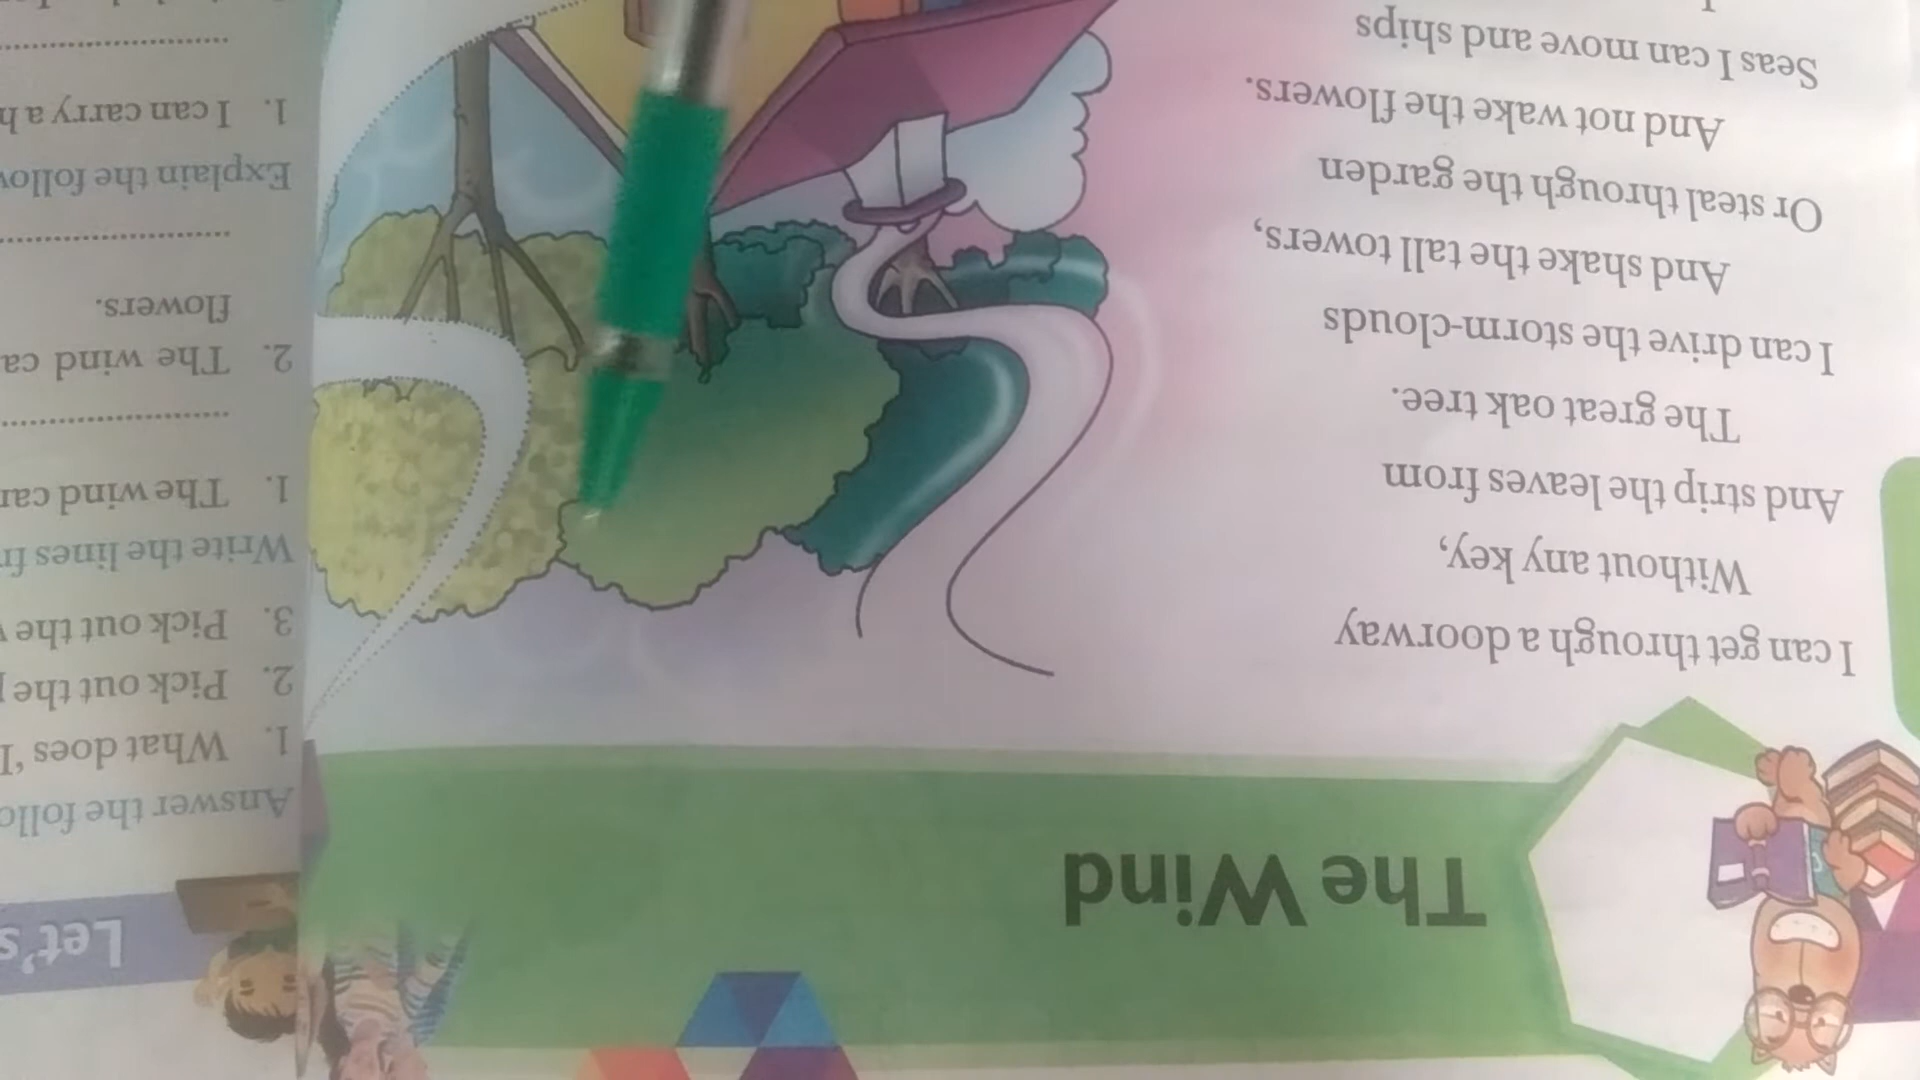 The Wind
I can get through a doorway
Without any key,
And strip the leaves from
The great oak tree.
I can drive the storm-clouds
And shake the tall towers,
Or steal through the garden
And not wake the flowers.
Seas I can move and ships
Let's
Answer the follo
1. What does 'I
2. Pick out the
3. Pick out the
Write the lines fr
1. The wind can
2. The wind ca
flowers.
Explain the follow
1. I can carry a h